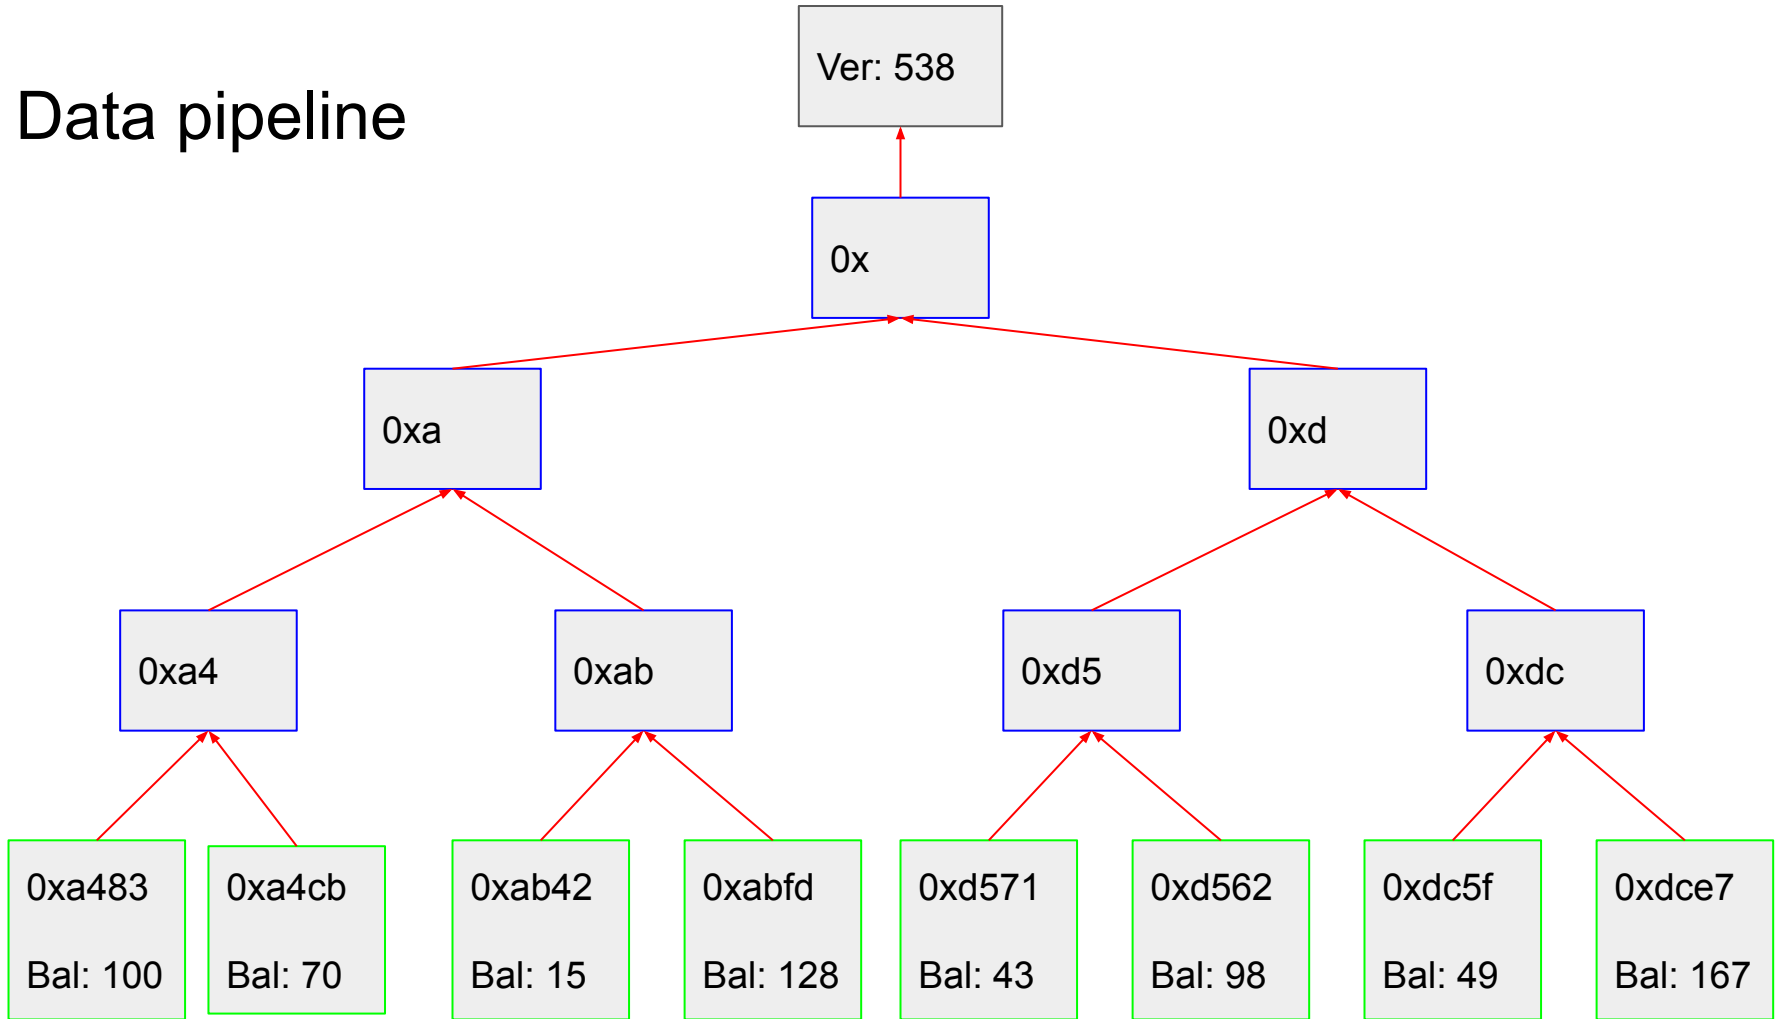 Data pipeline
Ver: 538
0x
0xa
0xd
0xa4
0xab
0xd5
0xdc
0xa483
Bal: 100
0xa4cb
Bal: 70
0xab42
Bal: 15
0xabfd
Bal: 128
0xd571
Bal: 43
0xd562
Bal: 98
0xdc5f
Bal: 49
0xdce7
Bal: 167